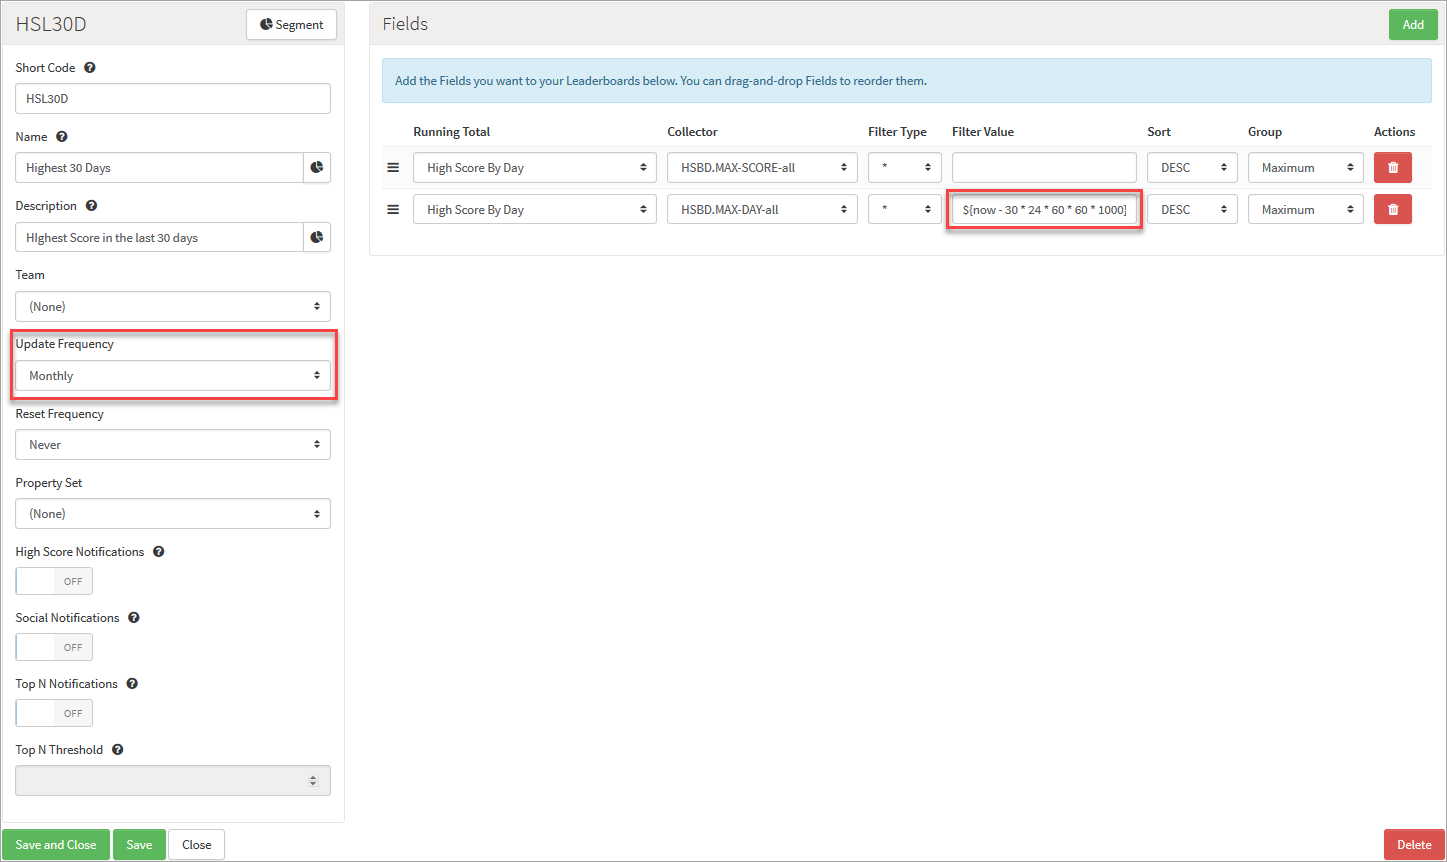 HSL30D
Segment
Short Code
HSL30D
Name
Highest 30 Days
Description
HIghest Score in the last 30 days
Team
(None)
Update Frequency
Monthly
Reset Frequency
Never
Property Set
(None)
High Score Notifications
OFF
Social Notifications
OFF
Top N Notifications
OFF
Top N Threshold
Save and Close Save Close
Fields
Add
Add the Fields you want to your Leaderboards below. You can drag-and-drop Fields to reorder them.
Running Total Collector Filter Type Filter Value Sort Group Actions
High Score By Day HSBD.MAX-SCORE-all * DESC Maximum
High Score By Day HSBD.MAX-DAY-all * ${now - 30 * 24 * 60 * 60 * 1000} DESC Maximum
Delete